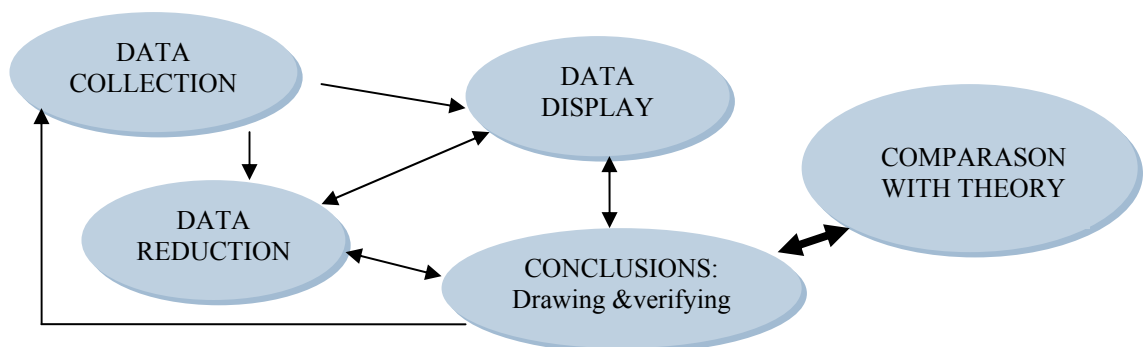 DATA
COLLECTION
DATA
DISPLAY
COMPARASON
WITH THEORY
DATA
REDUCTION
CONCLUSIONS:
Drawing &verifying